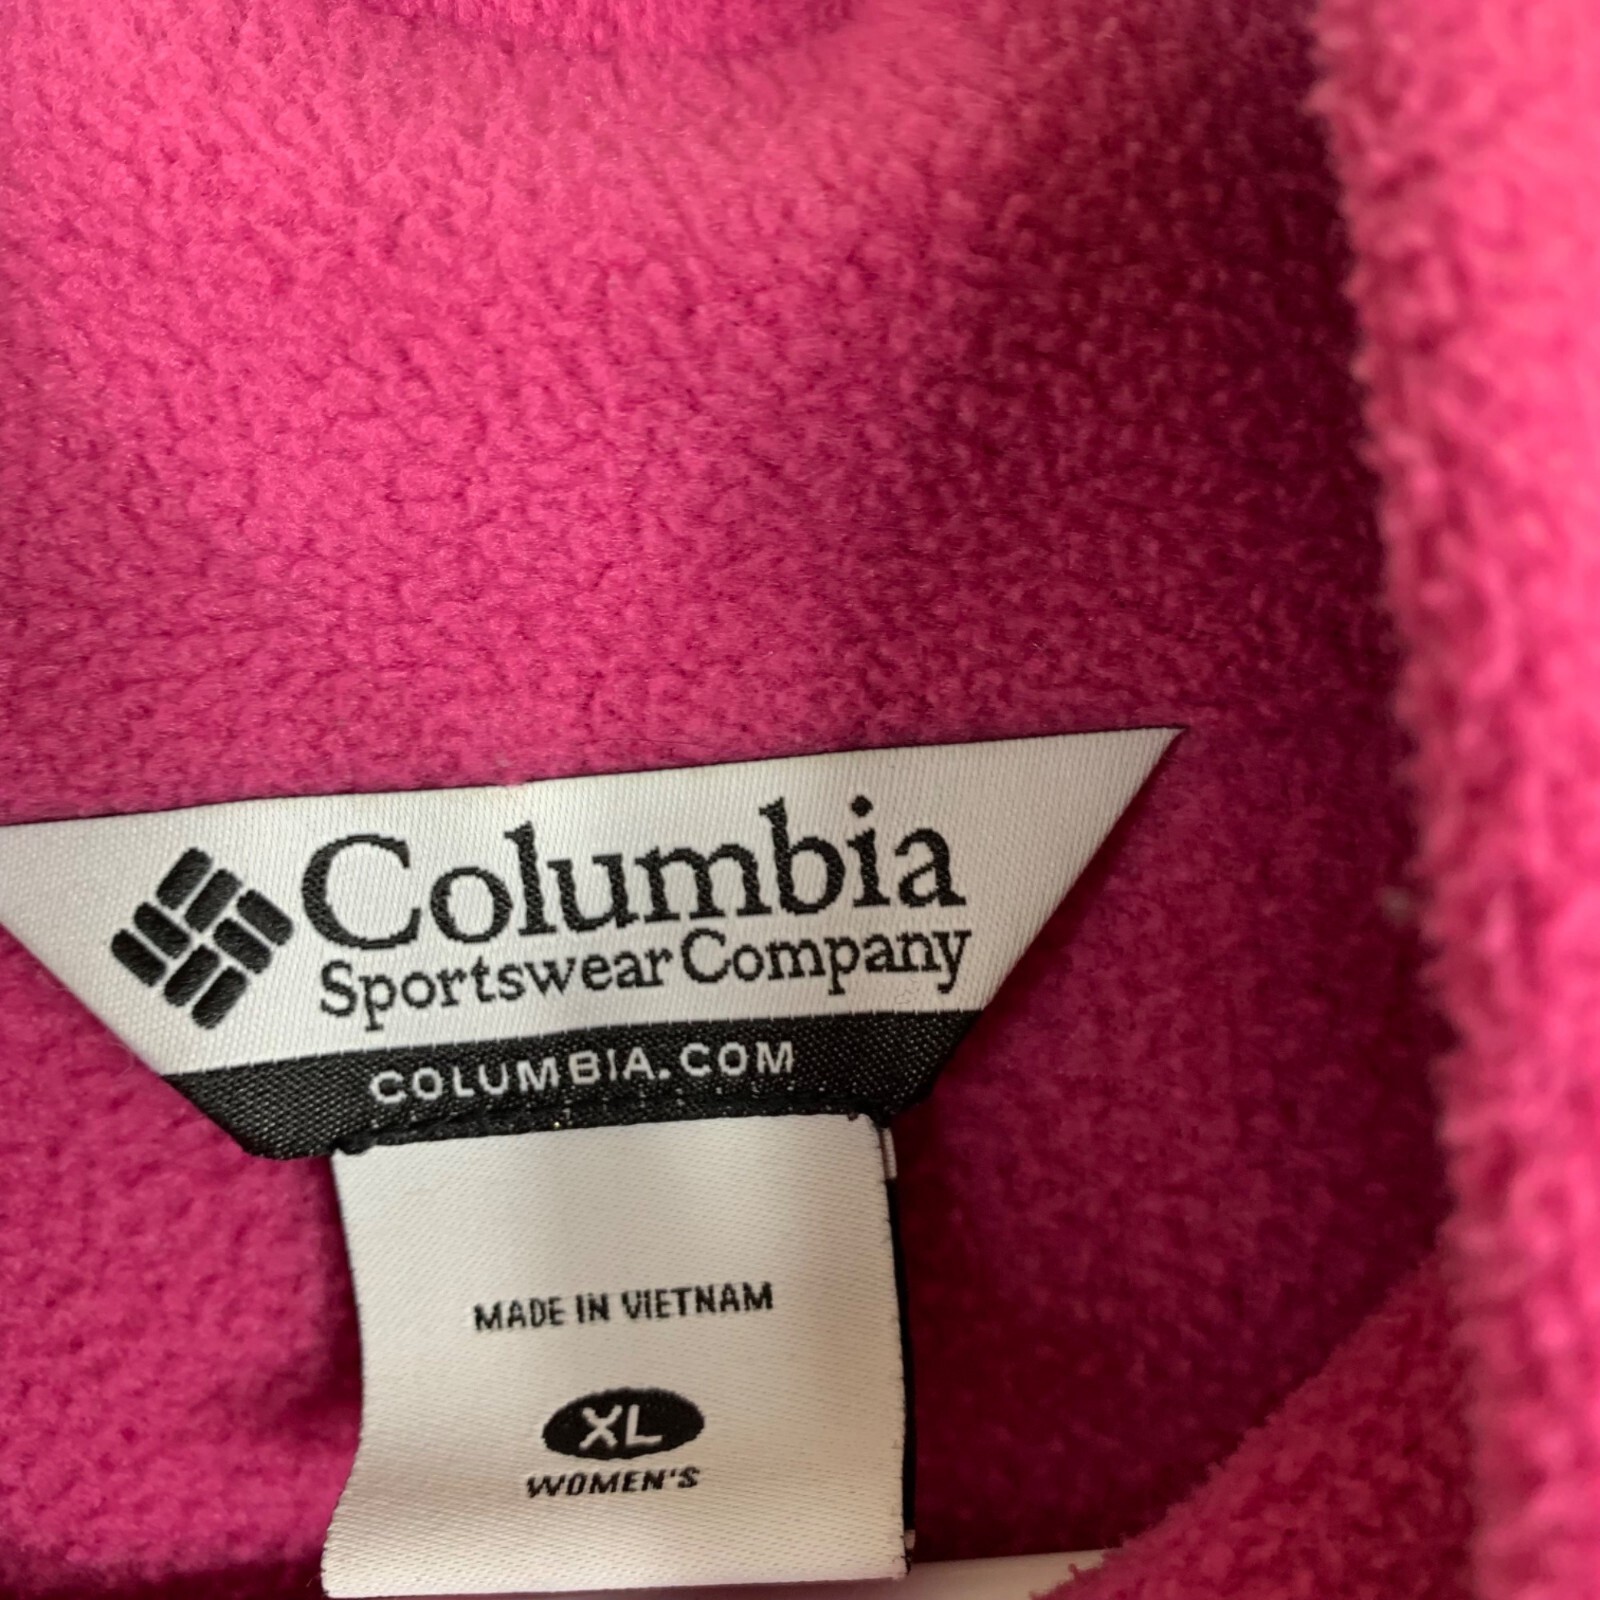 Columbia
Sportswear Company
COLUMBIA.COM
MADE IN VIETNAM
XL
WOMEN'S